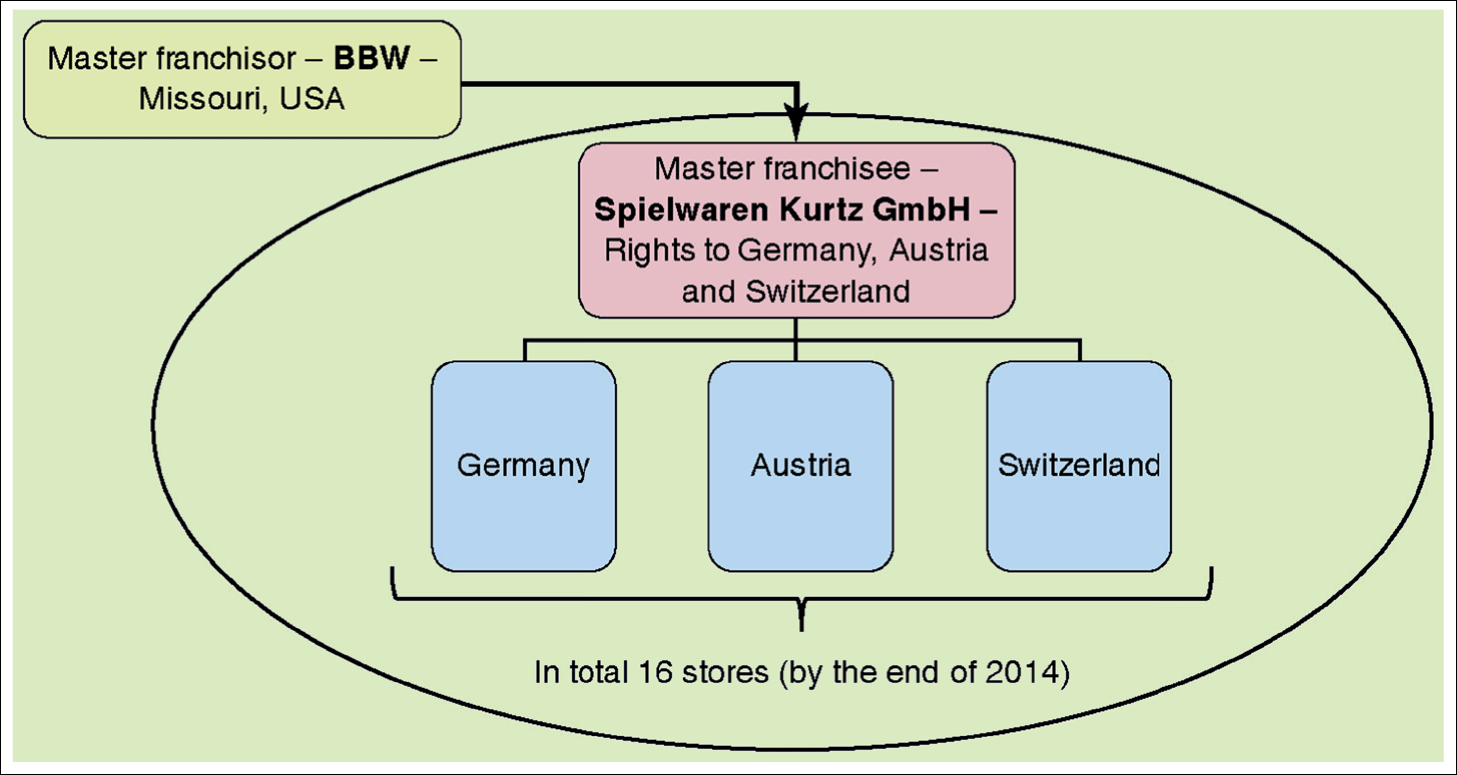 Master franchisor – BBW –
Missouri, USA
Master franchisee –
Spielwaren Kurtz GmbH –
Rights to Germany, Austria
and Switzerland
Germany
Austria
Switzerland
In total 16 stores (by the end of 2014)